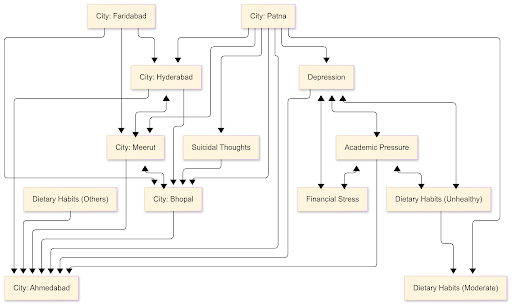 City: Faridabad
City: Patna
City: Hyderabad
Depression
City: Meerut
Suicidal Thoughts
Academic Pressure
Dietary Habits (Others)
City: Bhopal
Financial Stress
Dietary Habits (Unhealthy)
City: Ahmedabad
Dietary Habits (Moderate)